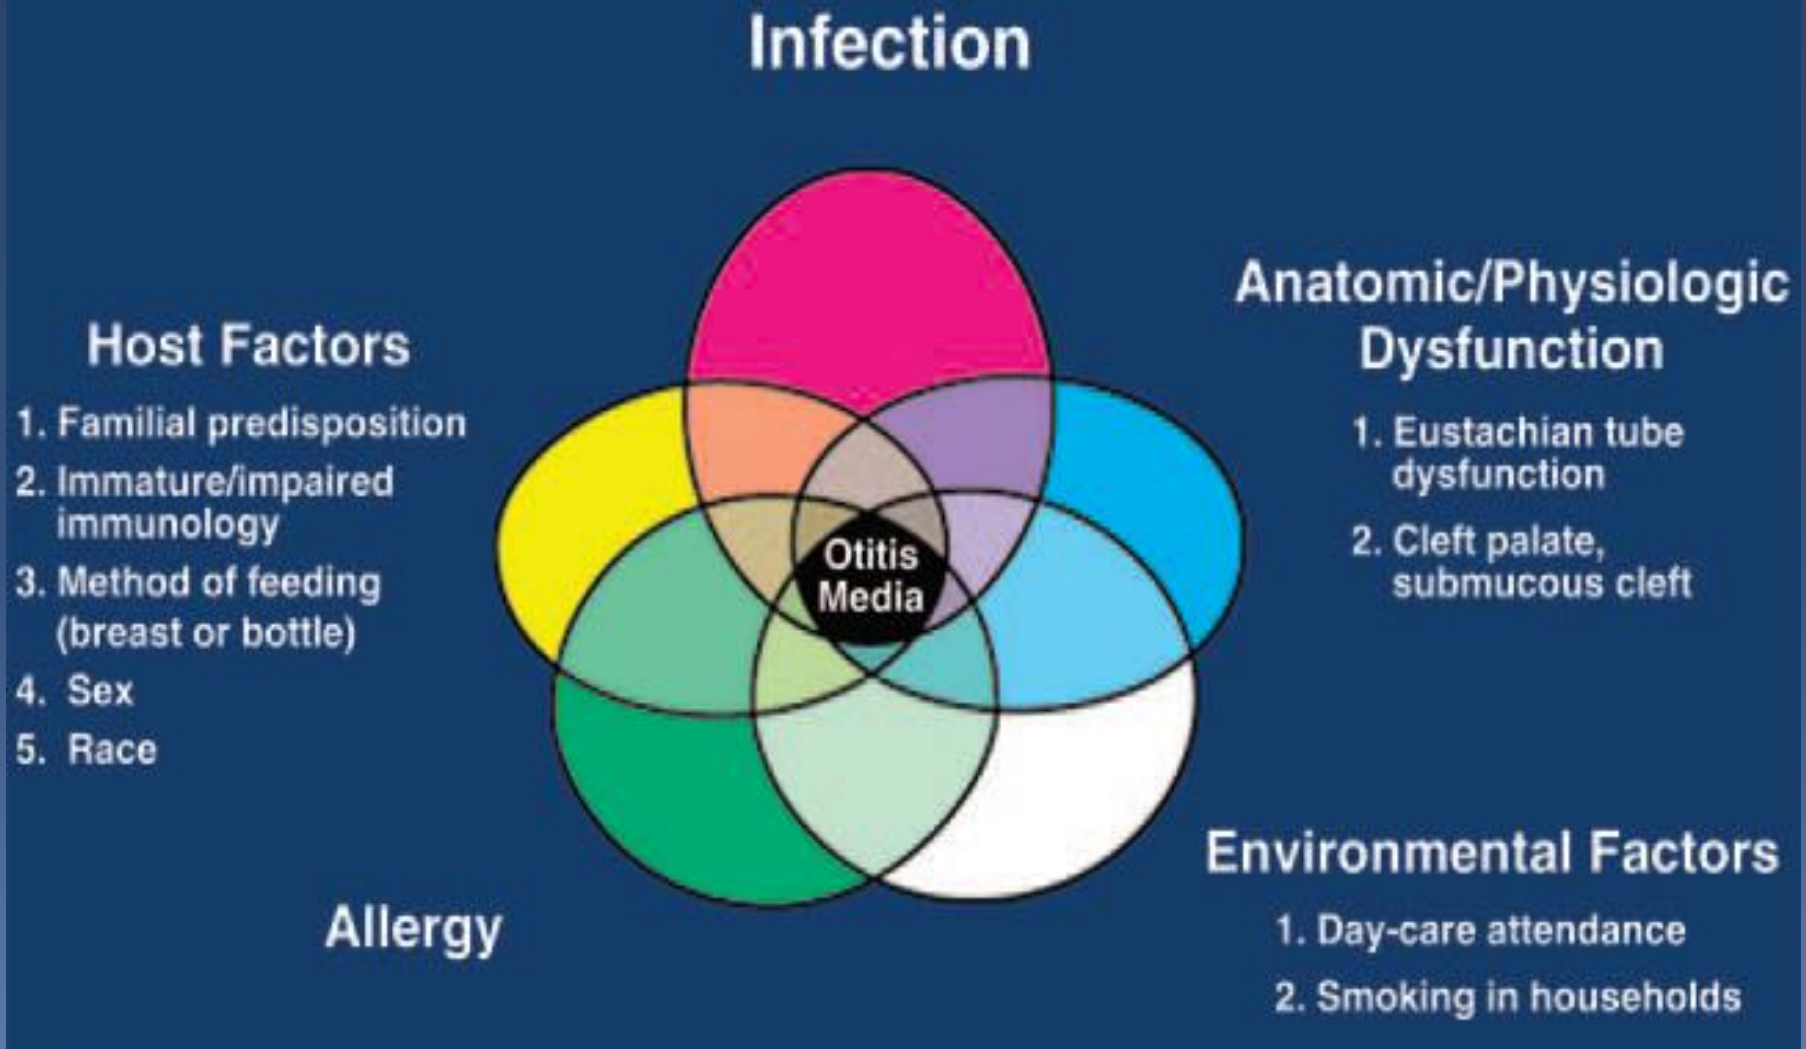 Infection
Host Factors
1. Familial predisposition
2. Immature/impaired
immunology
3. Method of feeding
(breast or bottle)
4. Sex
5. Race
Anatomic/Physiologic
Dysfunction
1. Eustachian tube
dysfunction
2. Cleft palate,
submucous cleft
Otitis
Media
Allergy
Environmental Factors
1. Day-care attendance
2. Smoking in households